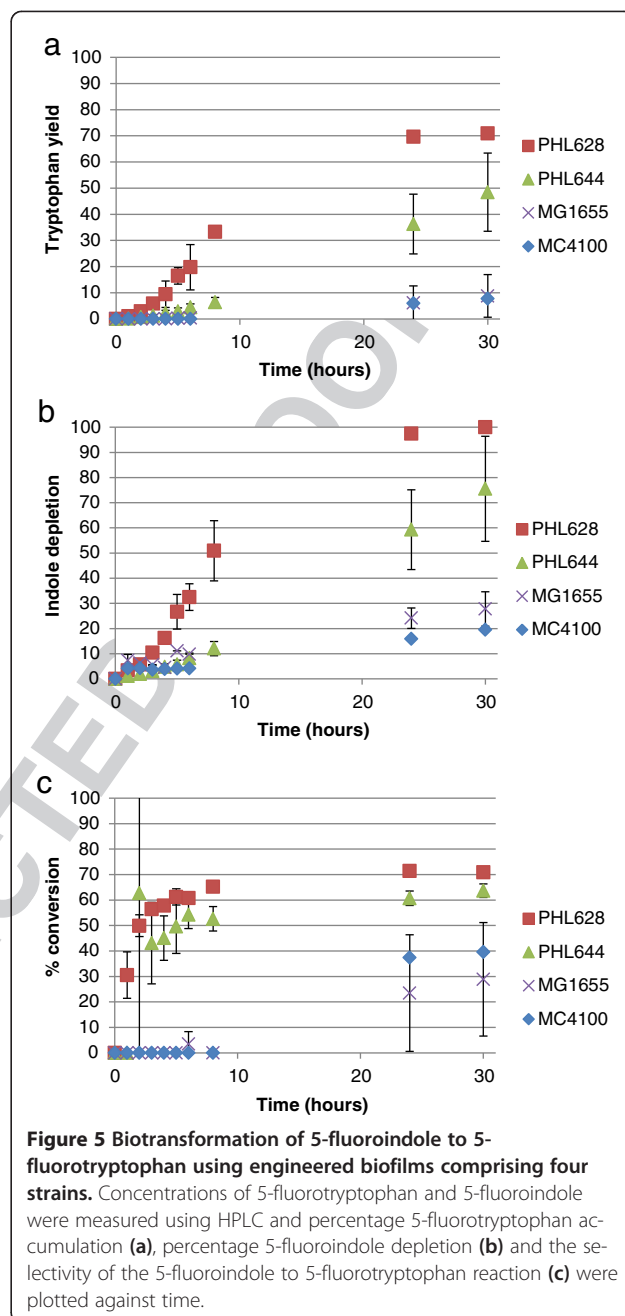 a
100
90
80
70
60
50
40
30
20
10
0
Tryptophan yield
0 10 20 30
Time (hours)
PHL628
PHL644
MG1655
MC4100
b
100
90
80
70
60
50
40
30
20
10
0
Indole depletion
0 10 20 30
Time (hours)
PHL628
PHL644
MG1655
MC4100
c
100
90
80
70
60
50
40
30
20
10
0
% conversion
0 10 20 30
Time (hours)
PHL628
PHL644
MG1655
MC4100
Figure 5 Biotransformation of 5-fluoroindole to 5-
fluorotryptophan using engineered biofilms comprising four
strains. Concentrations of 5-fluorotryptophan and 5-fluoroindole
were measured using HPLC and percentage 5-fluorotryptophan ac-
cumulation (a), percentage 5-fluoroindole depletion (b) and the se-
lectivity of the 5-fluoroindole to 5-fluorotryptophan reaction (c) were
plotted against time.